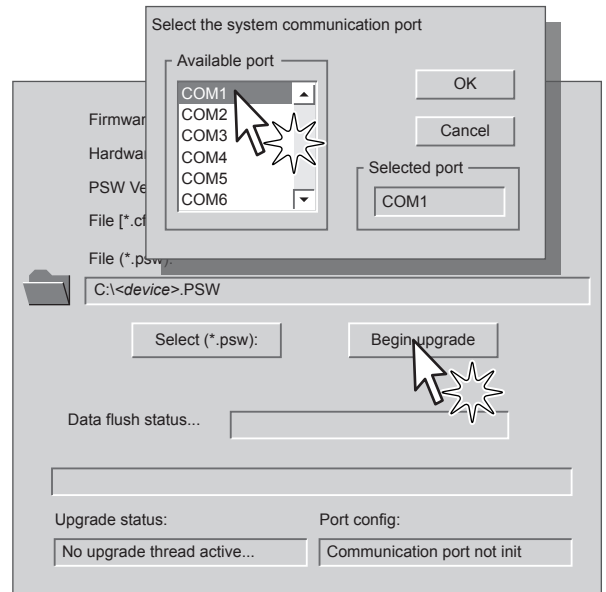 Select the system communication port
Available port
COM1
COM2
COM3
COM4
COM5
COM6
OK
Cancel
Selected port
COM1
Hardwa
PSW Ve
File [*.cf
File (*.psw):
C:\<device>.PSW
Select (*.psw):
Begin upgrade
Data flush status...
Upgrade status:
Port config:
No upgrade thread active...
Communication port not init